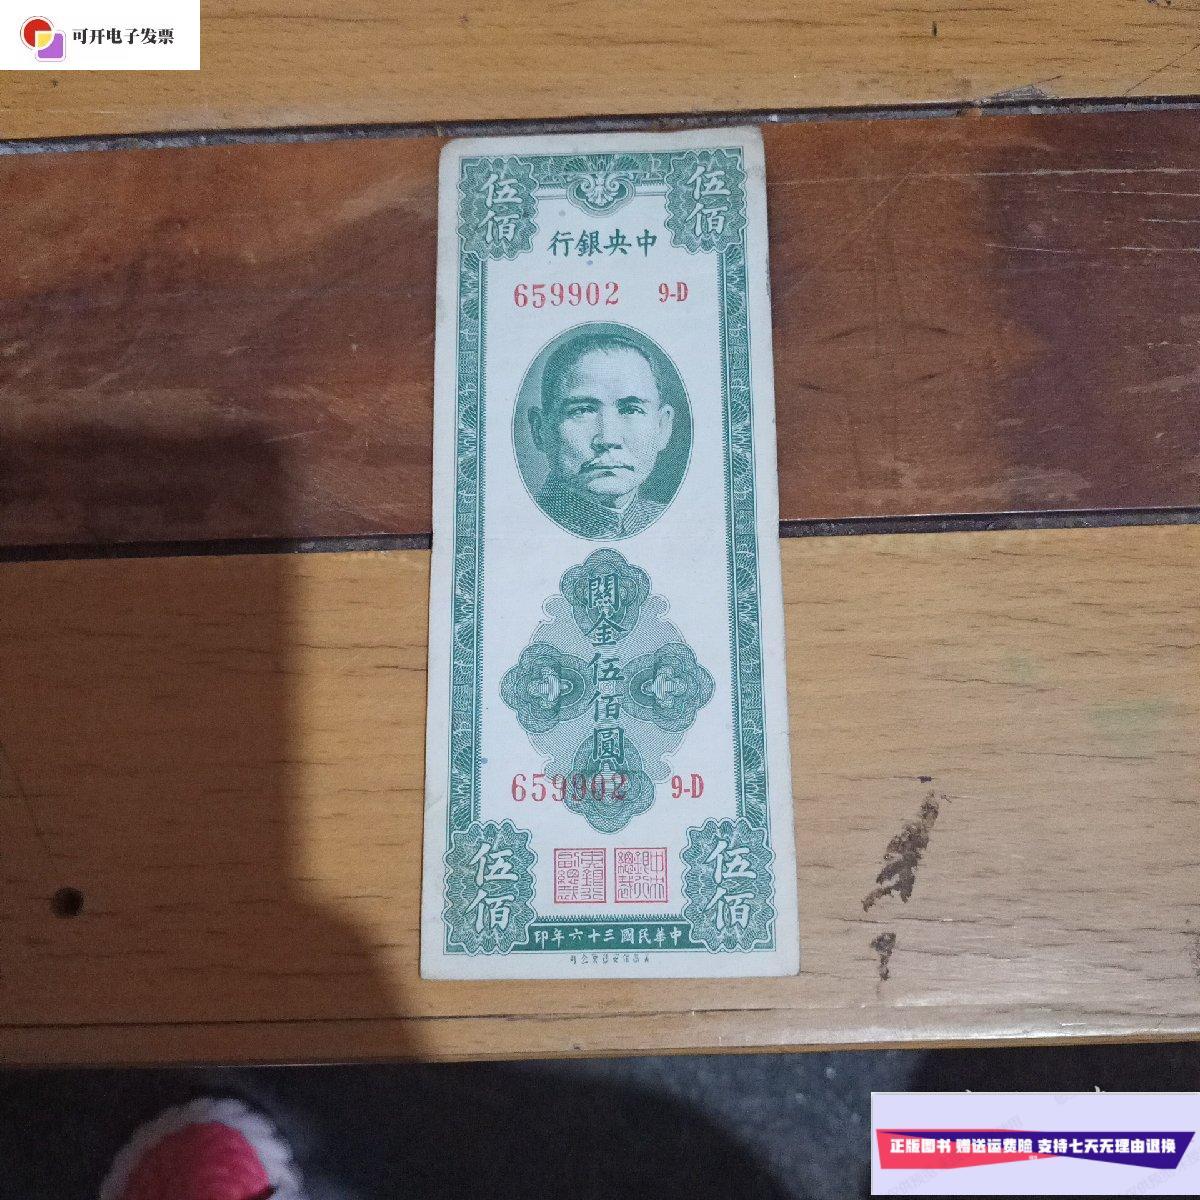 可开电子发票
伍佰
伍佰
行銀央中
659902 9-D
關金伍佰圓
659902 9-D
伍佰
伍佰
印年六十三國民華中
正版图书 赠送运费险 支持七天无理由退换